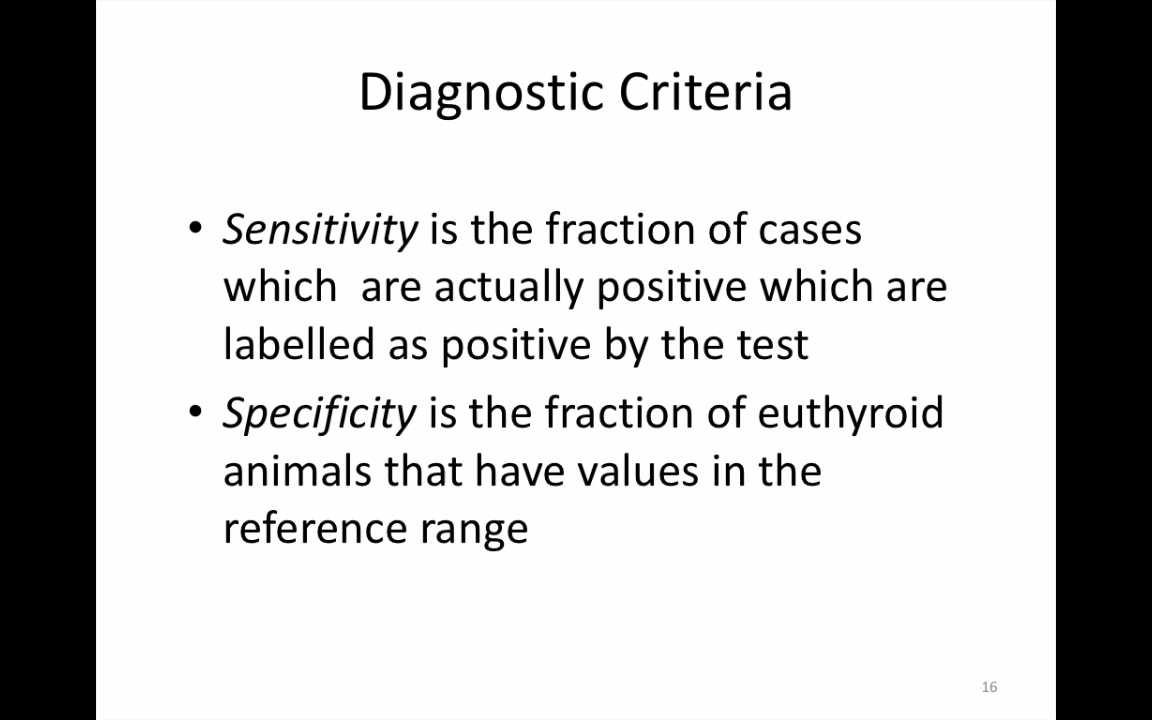 Diagnostic Criteria
• Sensitivity is the fraction of cases
which  are actually positive which are
labelled as positive by the test
• Specificity is the fraction of euthyroid
animals that have values in the
reference range
16